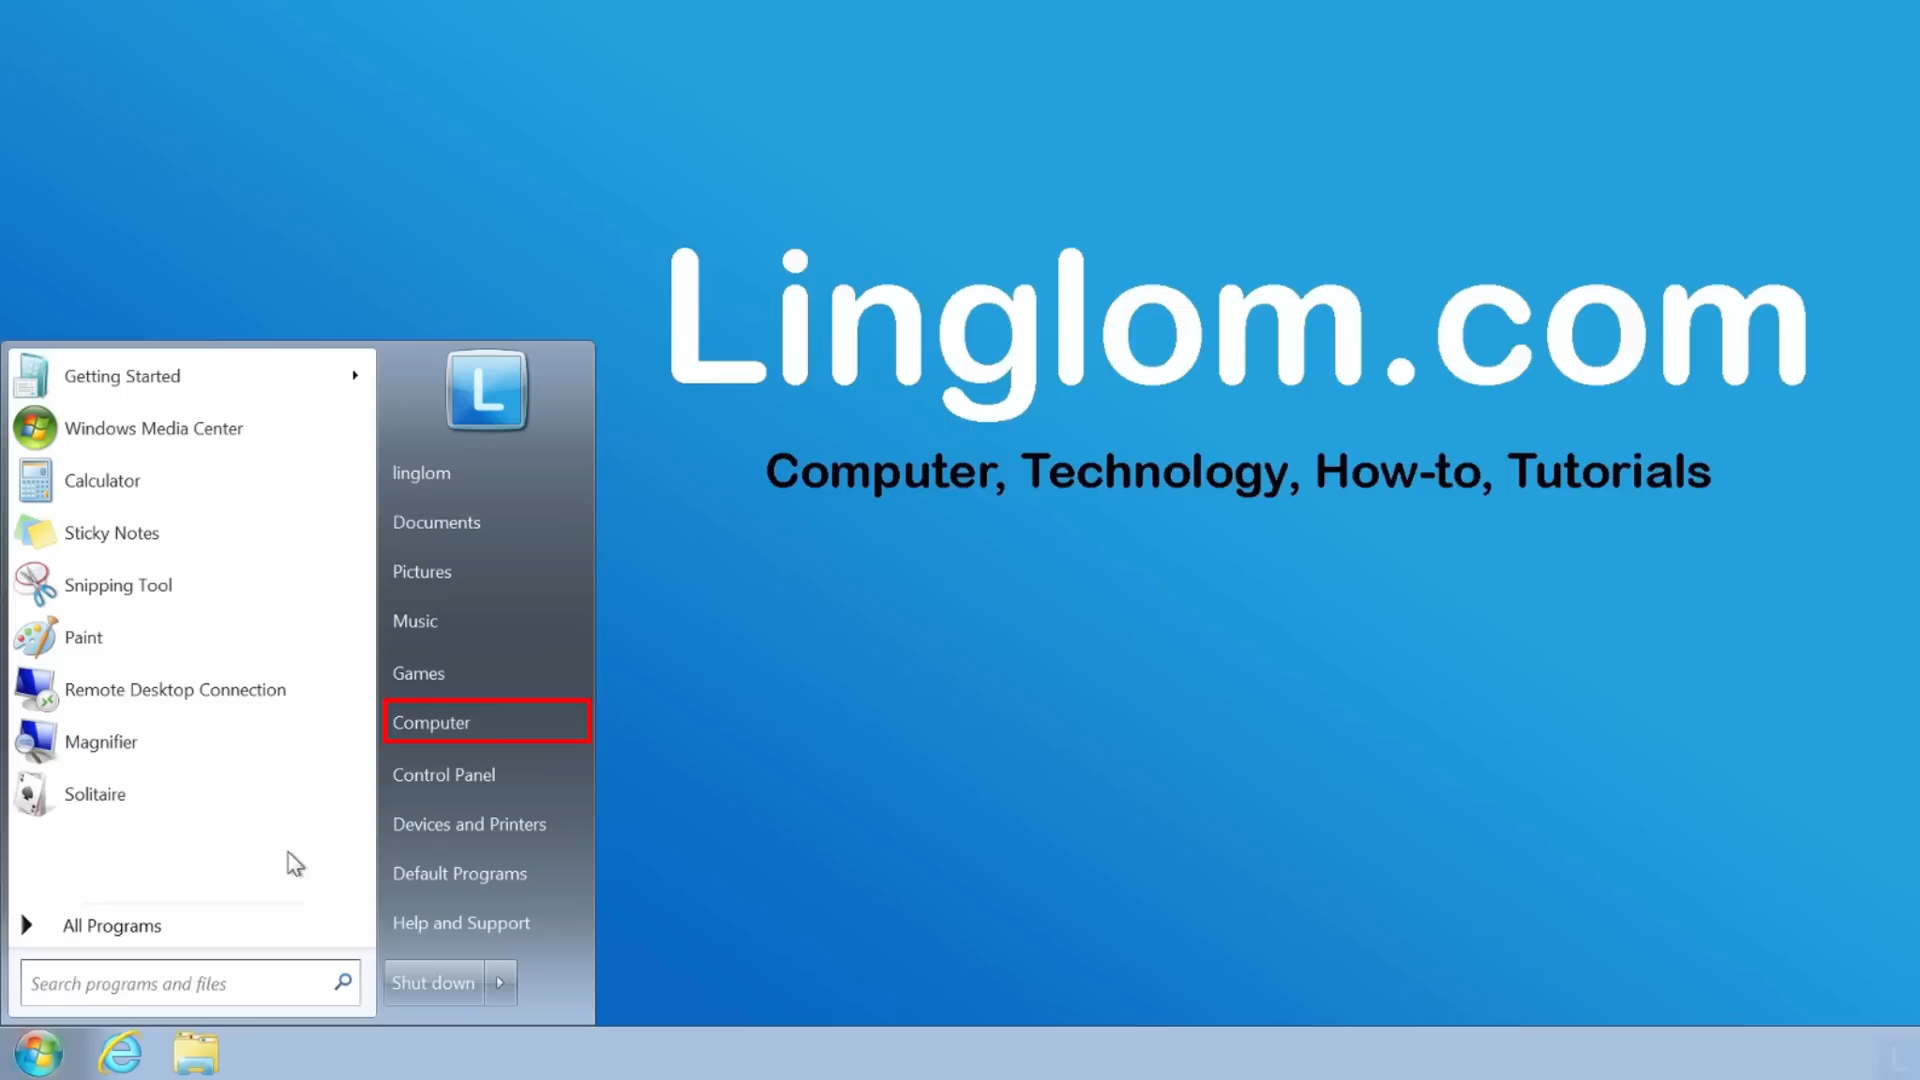 Linglom.com
Computer, Technology, How-to, Tutorials
Getting Started
Windows Media Center
Calculator
Sticky Notes
Snipping Tool
Paint
Remote Desktop Connection
Magnifier
Solitaire
All Programs
Search programs and files
L
linglom
Documents
Pictures
Music
Games
Computer
Control Panel
Devices and Printers
Default Programs
Help and Support
Shut down
L